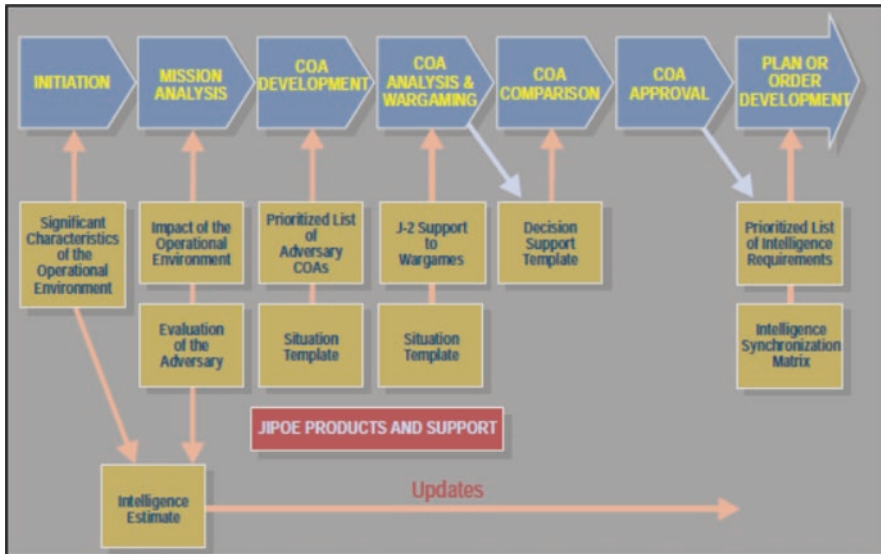 INITIATION
MISSION
ANALYSIS
COA
DEVELOPMENT
COA
ANALYSIS &
WARGAMING
COA
COMPARISON
COA
APPROVAL
PLAN OR
ORDER
DEVELOPMENT
Significant
Characteristics
of the
Operational
Environment
Impact of the
Operational
Environment
Prioritized List
of
Adversary
COAs
J-2 Support
to
Wargames
Decision
Support
Template
Prioritized List
of Intelligence
Requirements
Evaluation
of the
Adversary
Situation
Template
Situation
Template
Intelligence
Synchronization
Matrix
JIPOE PRODUCTS AND SUPPORT
Intelligence
Estimate
Updates